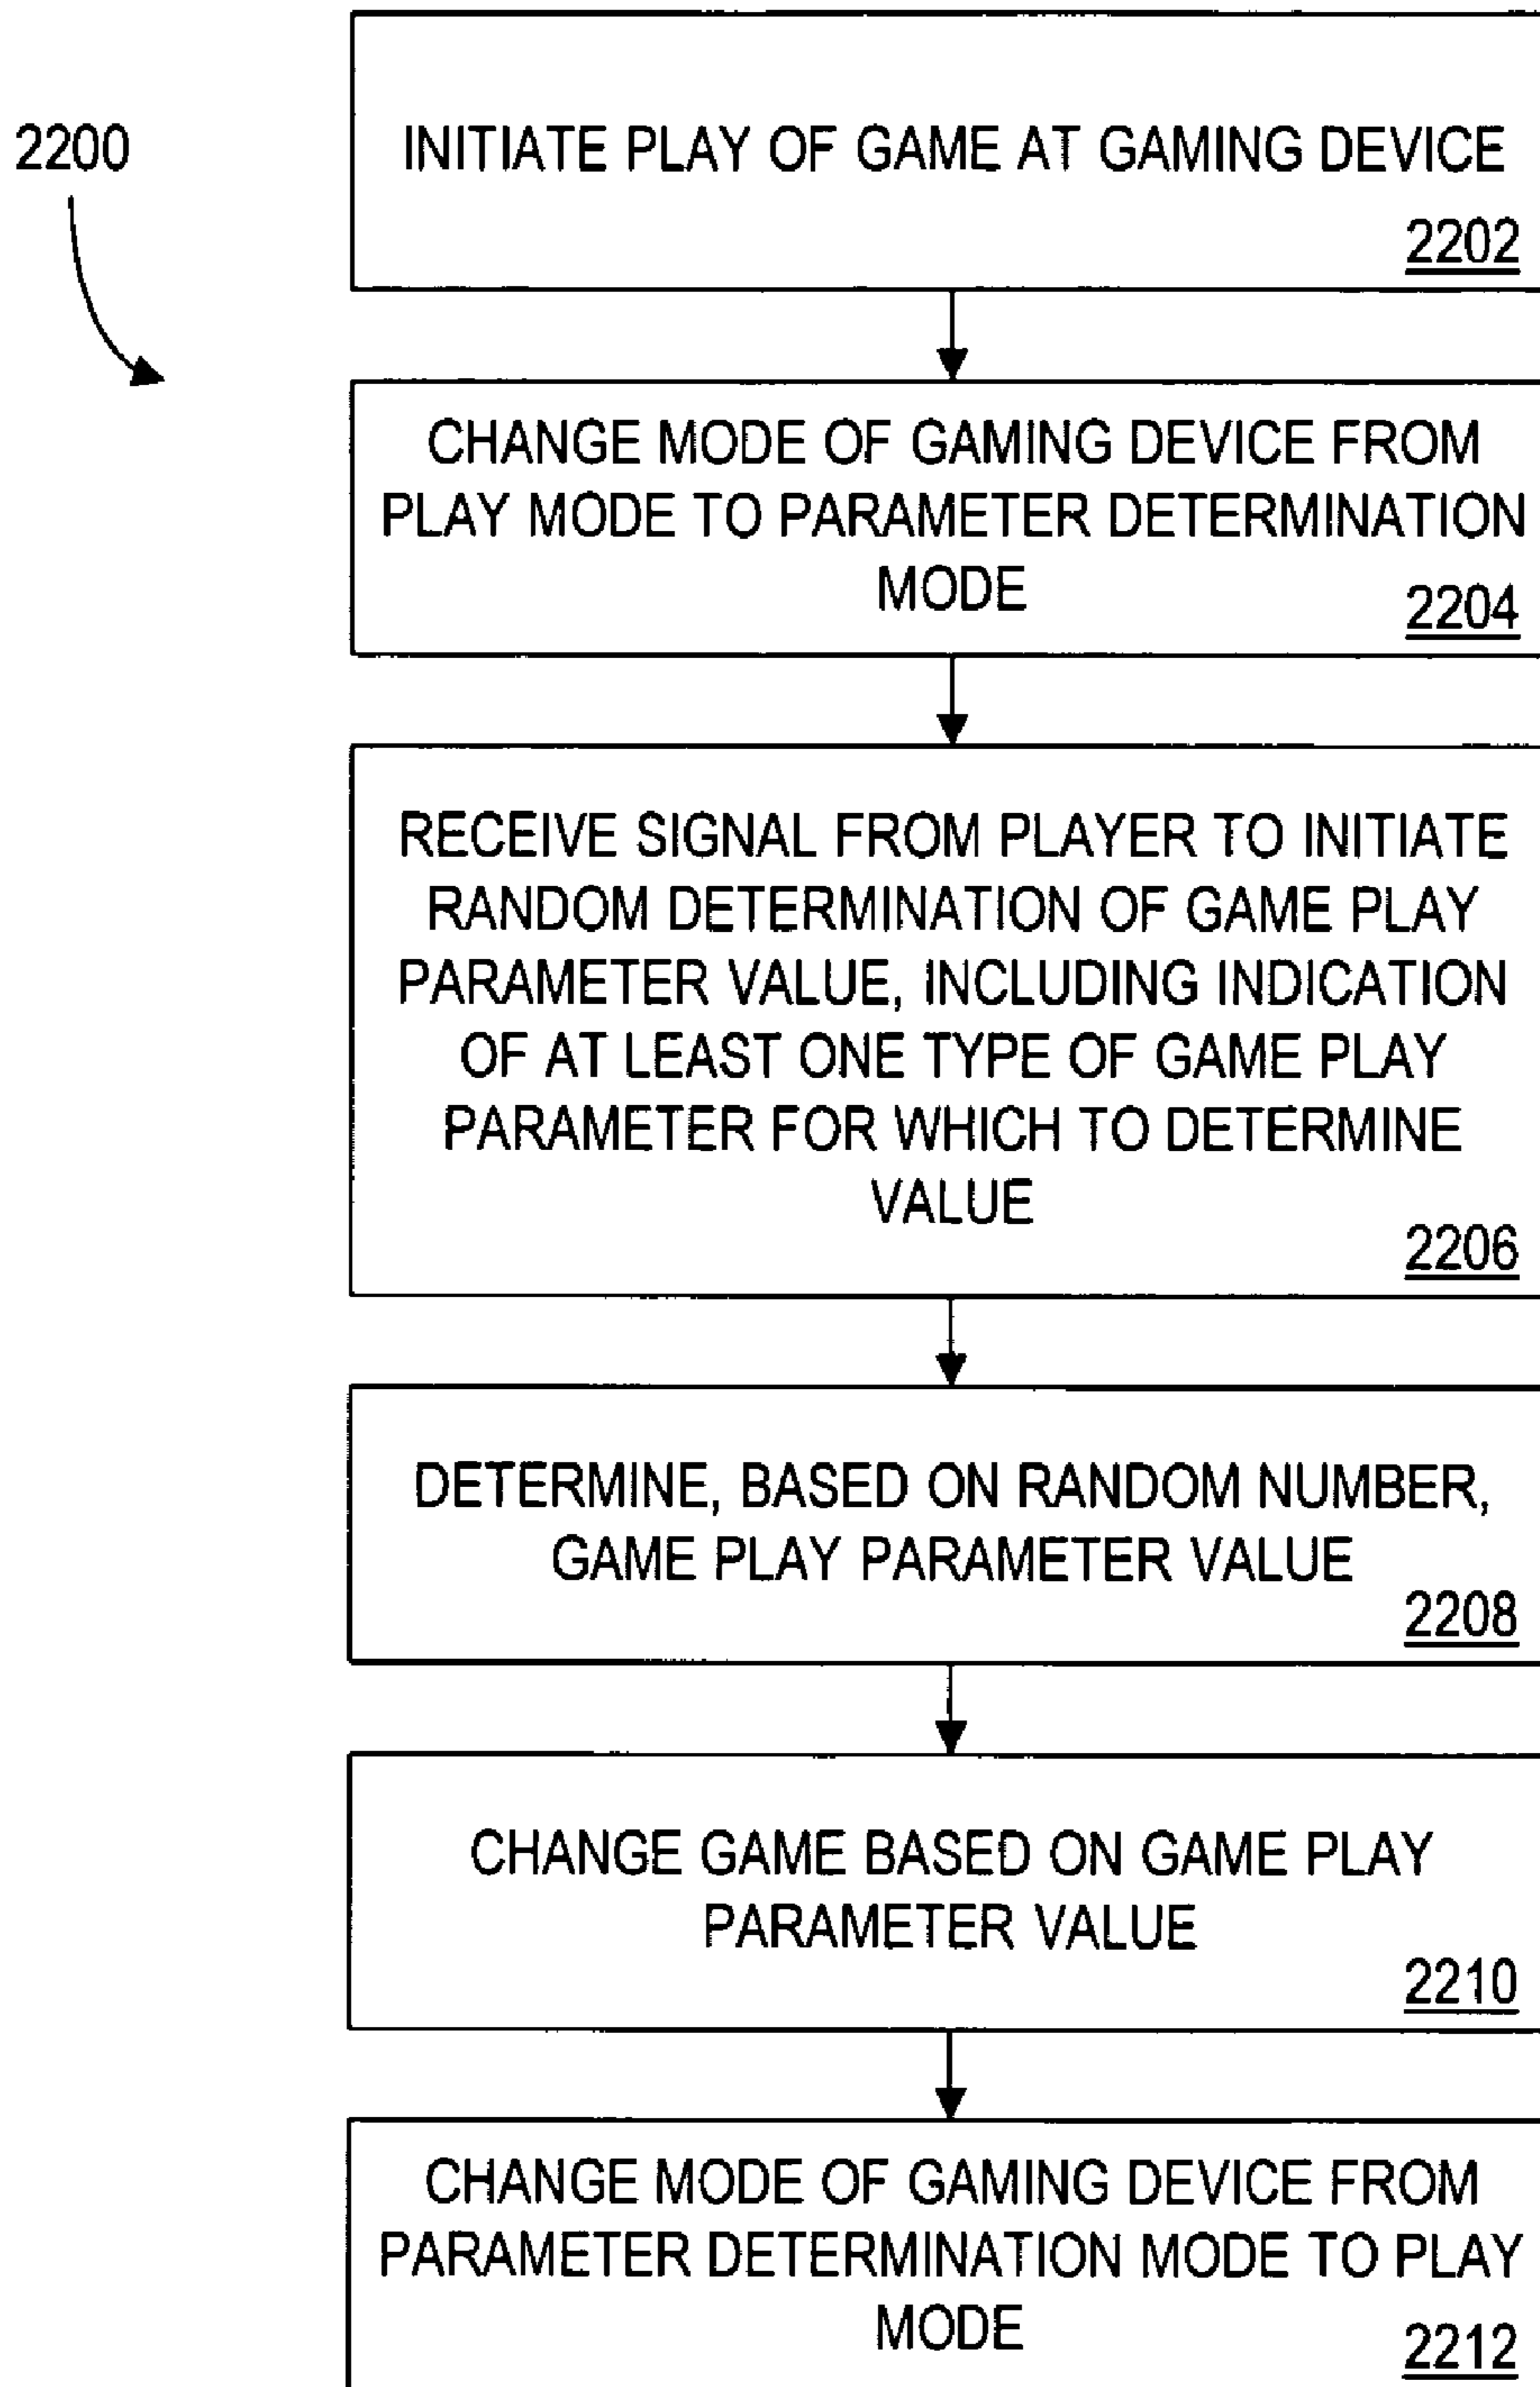 2200
INITIATE PLAY OF GAME AT GAMING DEVICE
2202
CHANGE MODE OF GAMING DEVICE FROM
PLAY MODE TO PARAMETER DETERMINATION
MODE
2204
RECEIVE SIGNAL FROM PLAYER TO INITIATE
RANDOM DETERMINATION OF GAME PLAY
PARAMETER VALUE, INCLUDING INDICATION
OF AT LEAST ONE TYPE OF GAME PLAY
PARAMETER FOR WHICH TO DETERMINE
VALUE
2206
DETERMINE, BASED ON RANDOM NUMBER,
GAME PLAY PARAMETER VALUE
2208
CHANGE GAME BASED ON GAME PLAY
PARAMETER VALUE
2210
CHANGE MODE OF GAMING DEVICE FROM
PARAMETER DETERMINATION MODE TO PLAY
MODE
2212